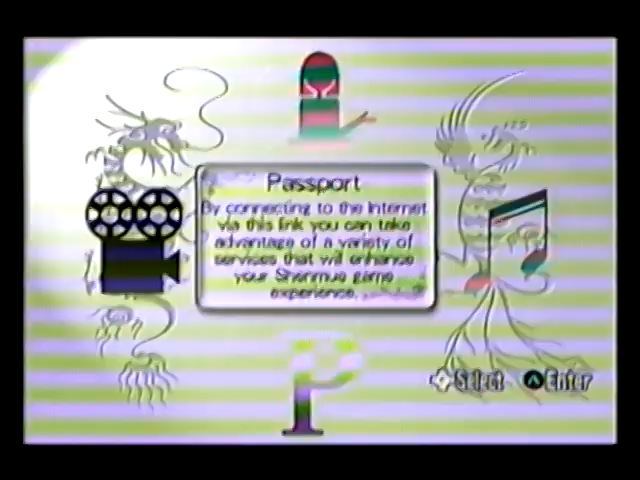 Passport
By connecting to the Internet
via this link you can take
advantage of a variety of
services that will enhance
your Shenmue game
experience.
P
Select A Enter